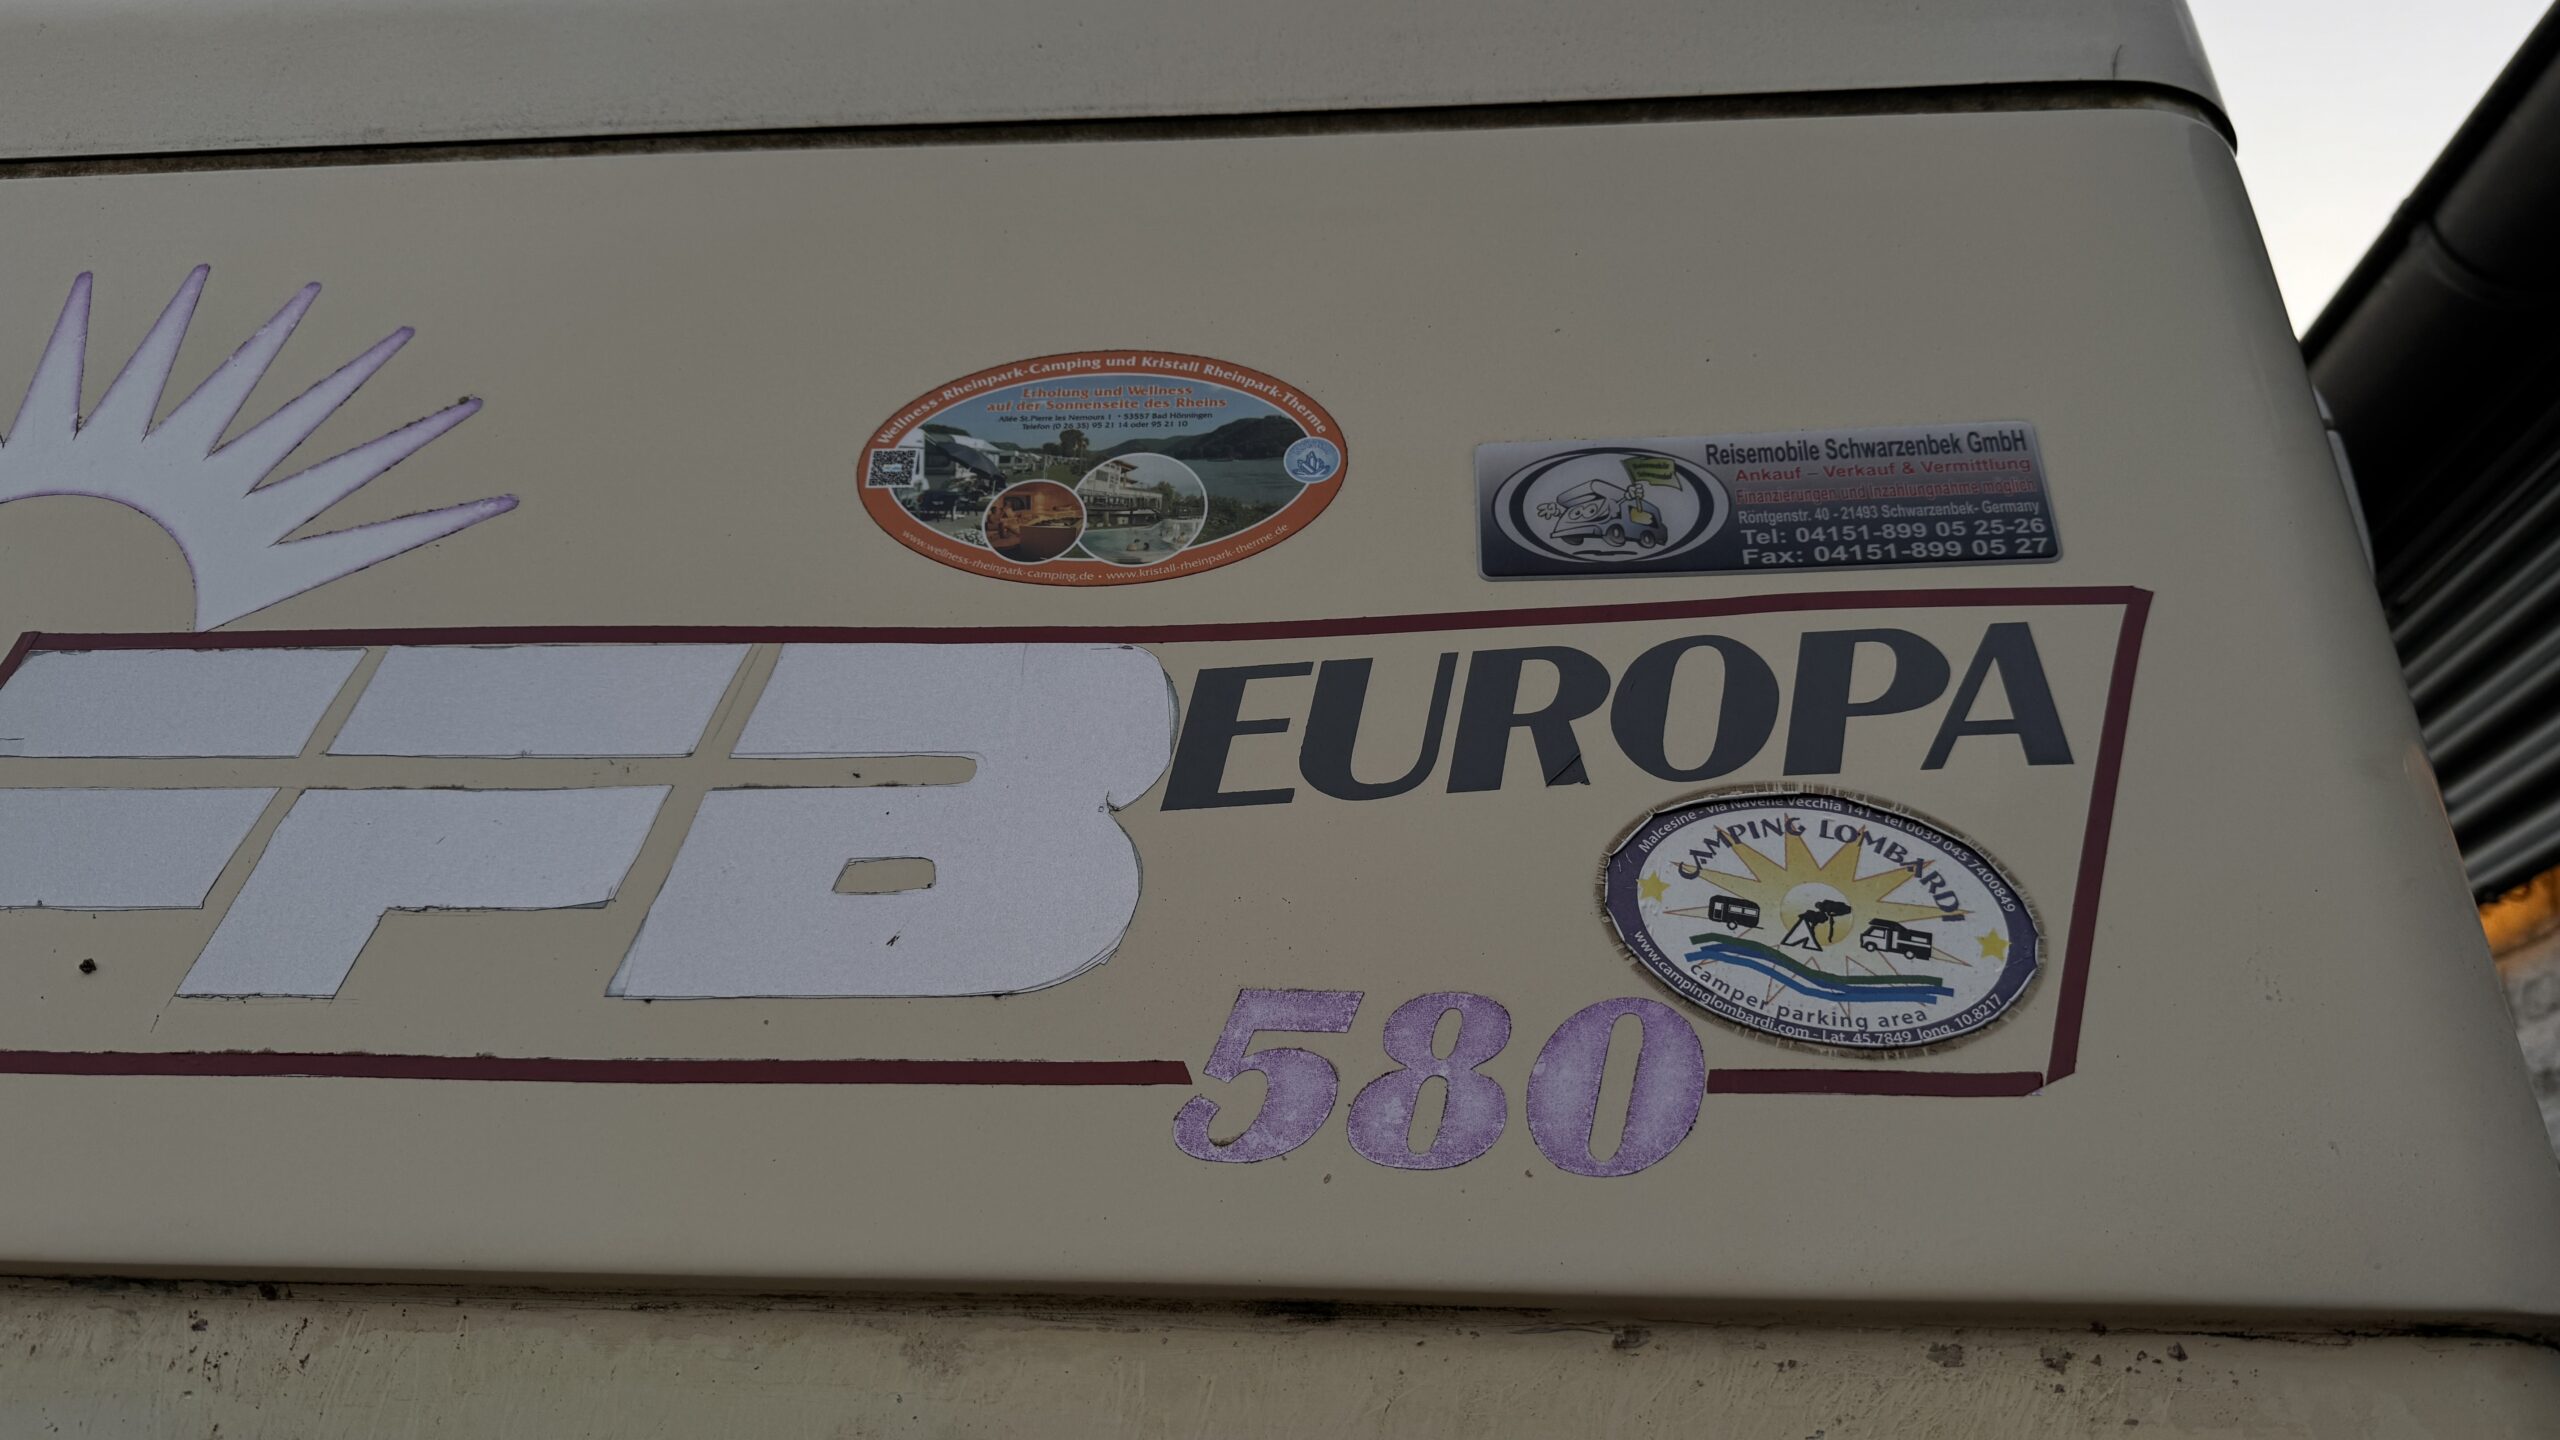 Wellness-Rheinpark-Camping und Kristall Rheinpark-Therme
Erholung und Wellness
auf der Sonnenseite des Rheins
Allée St.Pierre les Nemours 1 • 53557 Bad Hönningen
Telefon (0 26 35) 95 21 14 oder 95 21 10
www.wellness-rheinpark-camping.de • www.kristall-rheinpark-therme.de
Reisemobile Schwarzenbek GmbH
Ankauf – Verkauf & Vermittlung
Finanzierungen und Inzahlungnahme möglich
Röntgenstr. 40 - 21493 Schwarzenbek- Germany
Tel: 04151-899 05 25-26
Fax: 04151-899 05 27
EUROPA
580
Malcesine - Via Navene Vecchia 141 - tel 0039 045 7400849
CAMPING LOMBARDI
camper parking area
www.campinglombardi.com - Lat. 45.7849 long. 10.8217